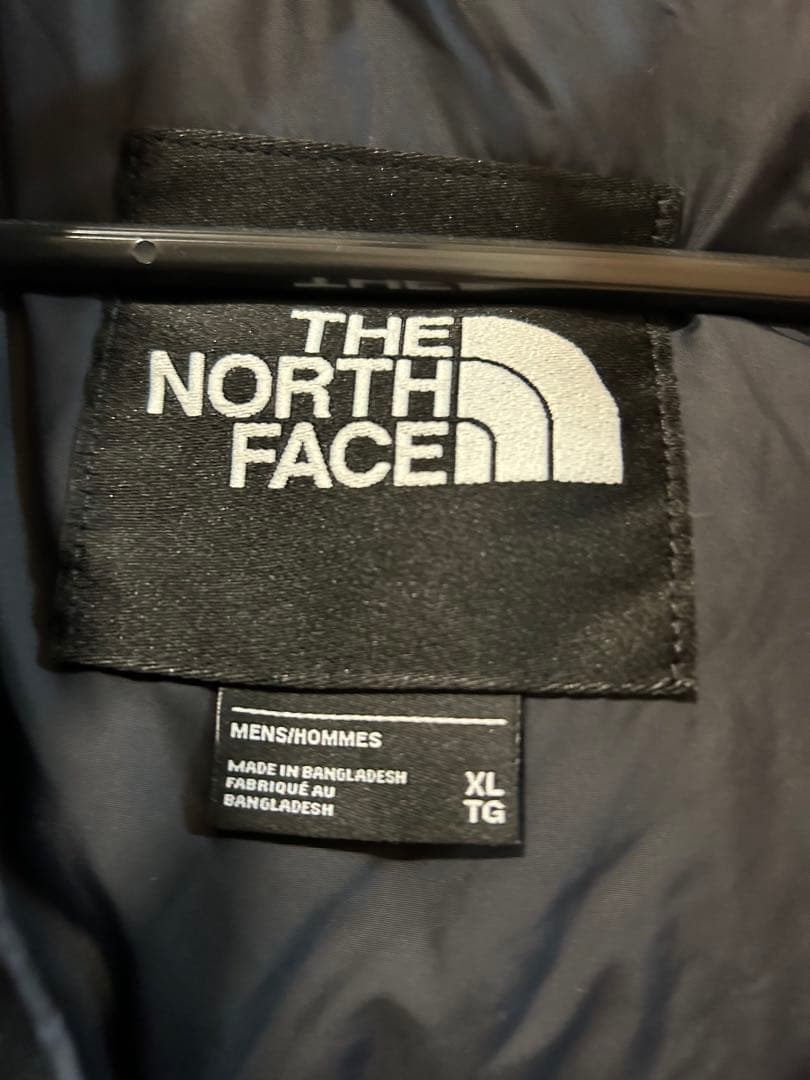 THE
NORTH
FACE
MENS/HOMMES
MADE IN BANGLADESH
FABRIQUÉ AU
BANGLADESH
XL
TG